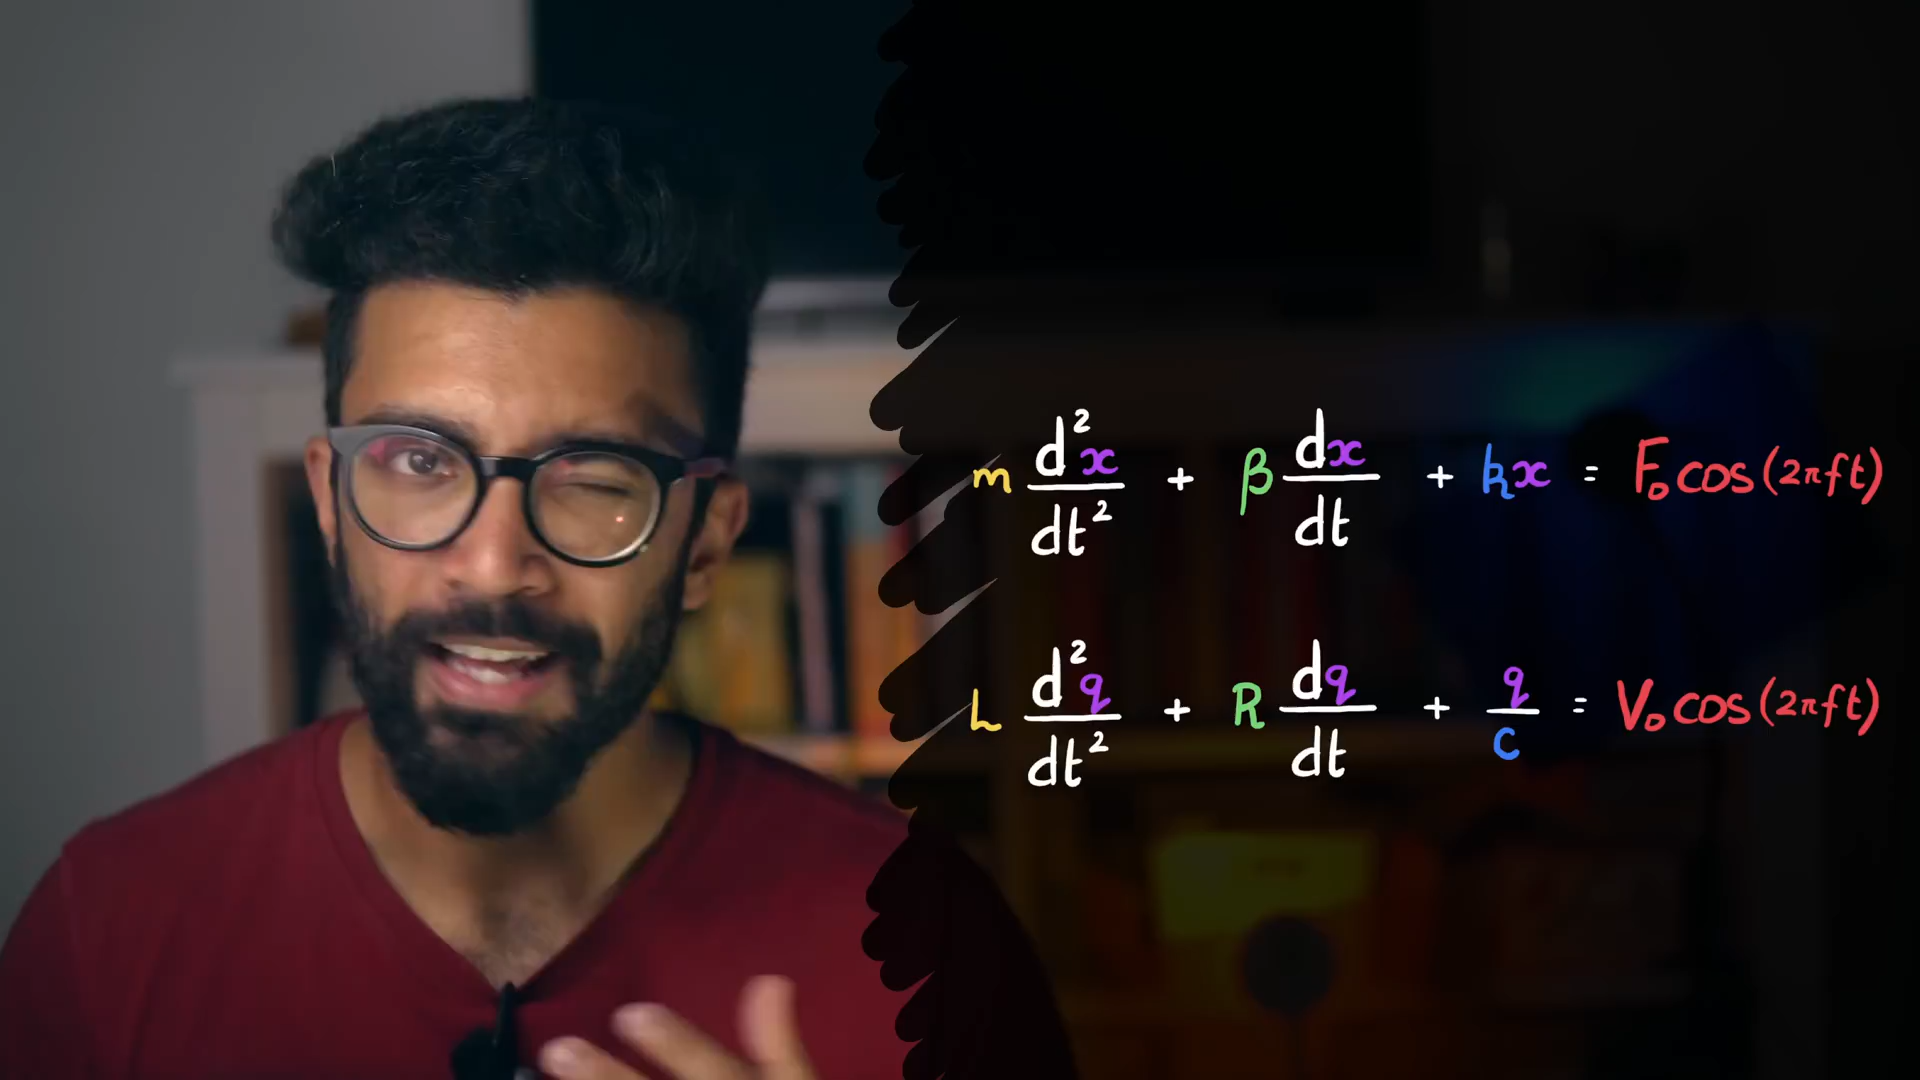 m d²x/dt² + β dx/dt + kx = F₀cos(2πft)
L d²q/dt² + R dq/dt + q/C = V₀cos(2πft)